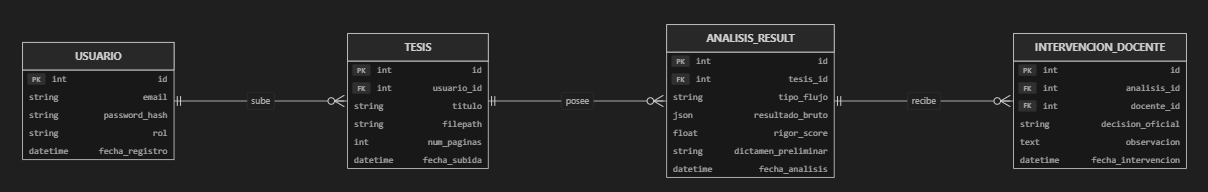 USUARIO
PK int id
string email
string password_hash
string rol
datetime fecha_registro
sube
TESIS
PK int id
FK int usuario_id
string titulo
string filepath
int num_paginas
datetime fecha_subida
posee
ANALISIS_RESULT
PK int id
FK int tesis_id
string tipo_flujo
json resultado_bruto
float rigor_score
string dictamen_preliminar
datetime fecha_analisis
recibe
INTERVENCION_DOCENTE
PK int id
FK int analisis_id
FK int docente_id
string decision_oficial
text observacion
datetime fecha_intervencion